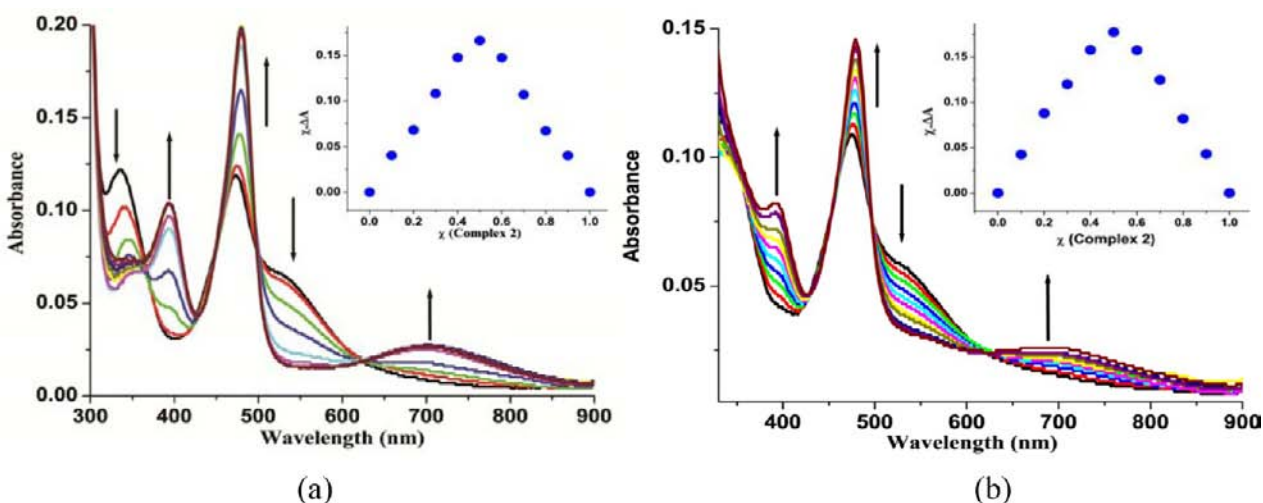 0.20
0.15
0.10
0.05
0.00
Absorbance
300 400 500 600 700 800 900
Wavelength (nm)
0.15
0.10
0.05
0.00
χ.ΔA
0.0 0.2 0.4 0.6 0.8 1.0
χ (Complex 2)
(a)
0.15
0.10
0.05
Absorbance
400 500 600 700 800 900
Wavelength (nm)
0.15
0.10
0.05
0.00
χ.ΔA
0.0 0.2 0.4 0.6 0.8 1.0
χ (Complex 2)
(b)